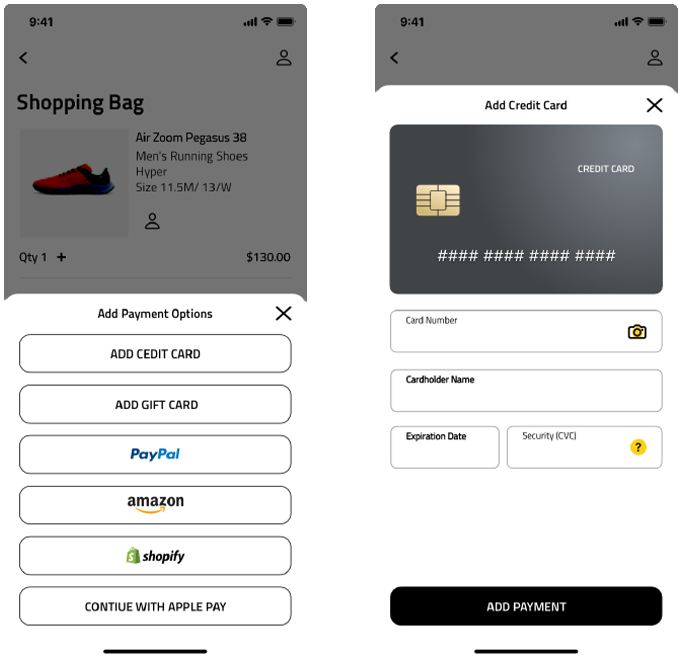 9:41
Shopping Bag
Air Zoom Pegasus 38
Men's Running Shoes
Hyper
Size 11.5M/ 13/W
Qty 1 +
$130.00
Add Payment Options
ADD CEDIT CARD
ADD GIFT CARD
PayPal
amazon
shopify
CONTIUE WITH APPLE PAY
9:41
Add Credit Card
CREDIT CARD
#### #### #### ####
Card Number
Cardholder Name
Expiration Date
Security (CVC)
?
ADD PAYMENT